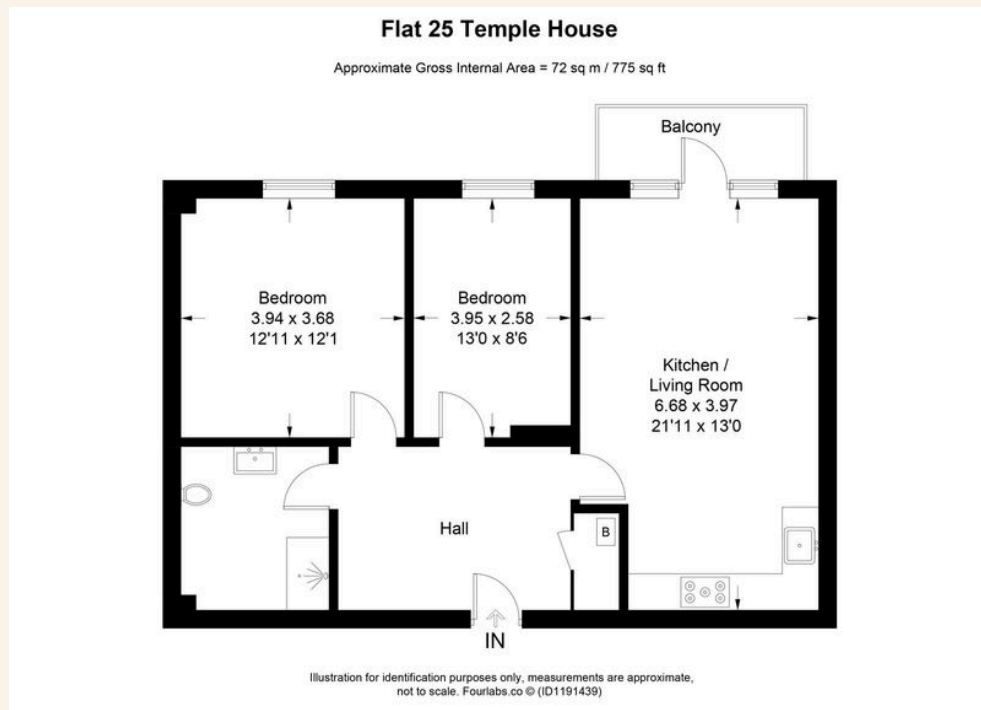 Flat 25 Temple House
Approximate Gross Internal Area = 72 sq m / 775 sq ft
Balcony
Bedroom
3.94 x 3.68
12'11 x 12'1
Bedroom
3.95 x 2.58
13'0 x 8'6
Kitchen /
Living Room
6.68 x 3.97
21'11 x 13'0
Hall
B
IN
Illustration for identification purposes only, measurements are approximate,
not to scale. Fourlabs.co © (ID1191439)